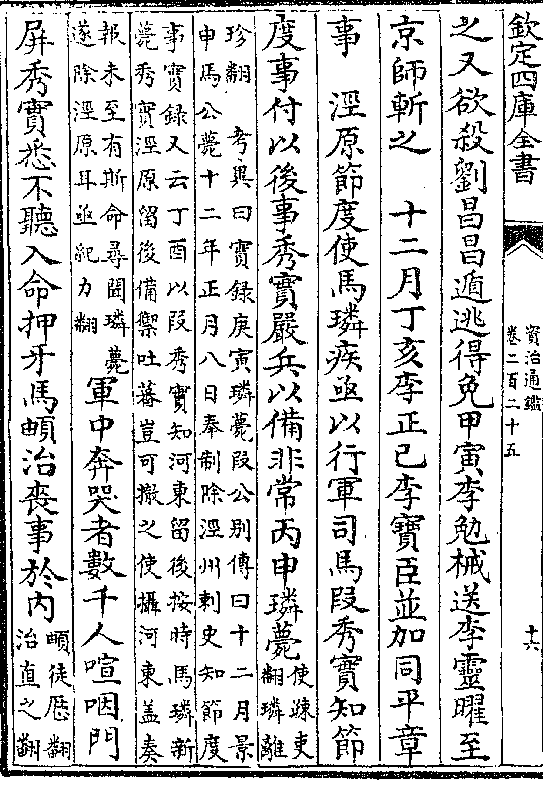 欽定四庫全書
資治通鑑
卷二百二十五
十六
之又欲殺劉昌昌遁逃得免甲寅李勉械送李靈曜至
京師斬之　十二月丁亥李正己李寶臣並加同平章
事　涇原節度使馬璘疾亟以行軍司馬段秀實知節
度事付以後事秀實嚴兵以備非常丙申璘薨
使疎吏
翻璘離
珍翻　考異曰實録庚寅璘薨段公別傳曰十二月景
申馬公薨十二年正月八日奉制除涇州刺史知節度
事實録又云丁酉以段秀實知河東留後按時馬璘新
薨秀實涇原留後備禦吐蕃豈可撤之使攝河東盖奏
報未至有斯命尋聞璘薨
遂除涇原耳亟紀力翻
軍中奔哭者數千人喧咽門
屏秀實悉不聽入命押牙馬頔治喪事於內
頔徒歴翻
治直之翻